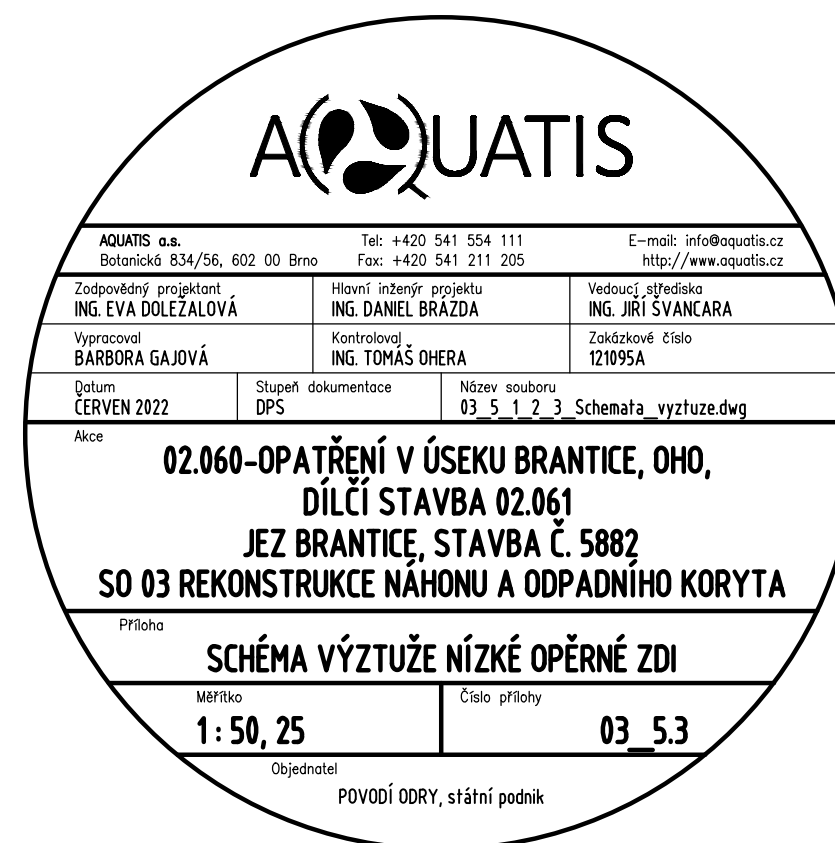 AQUATIS
AQUATIS a.s. Tel: +420 541 554 111 E-mail: info@aquatis.cz
Botanická 834/56, 602 00 Brno Fax: +420 541 211 205 http://www.aquatis.cz
Zodpovědný projektant Hlavní inženýr projektu Vedoucí střediska
ING. EVA DOLEŽALOVÁ ING. DANIEL BRÁZDA ING. JIŘÍ ŠVANCARA
Vypracoval Kontroloval Zakázkové číslo
BARBORA GAJOVÁ ING. TOMÁŠ OHERA 121095A
Datum Stupeň dokumentace Název souboru
ČERVEN 2022 DPS 03_5_1_2_3_Schemata_vyztuze.dwg
Akce
02.060-OPATŘENÍ V ÚSEKU BRANTICE, OHO,
DÍLČÍ STAVBA 02.061
JEZ BRANTICE, STAVBA Č. 5882
SO 03 REKONSTRUKCE NÁHONU A ODPADNÍHO KORYTA
Příloha
SCHÉMA VÝZTUŽE NÍZKÉ OPĚRNÉ ZDI
Měřítko Číslo přílohy
1 : 50, 25 03_5.3
Objednatel
POVODÍ ODRY, státní podnik